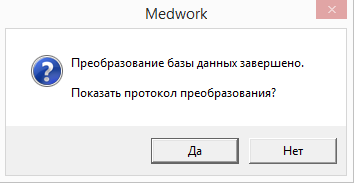 Medwork
Преобразование базы данных завершено.
Показать протокол преобразования?
Да
Нет